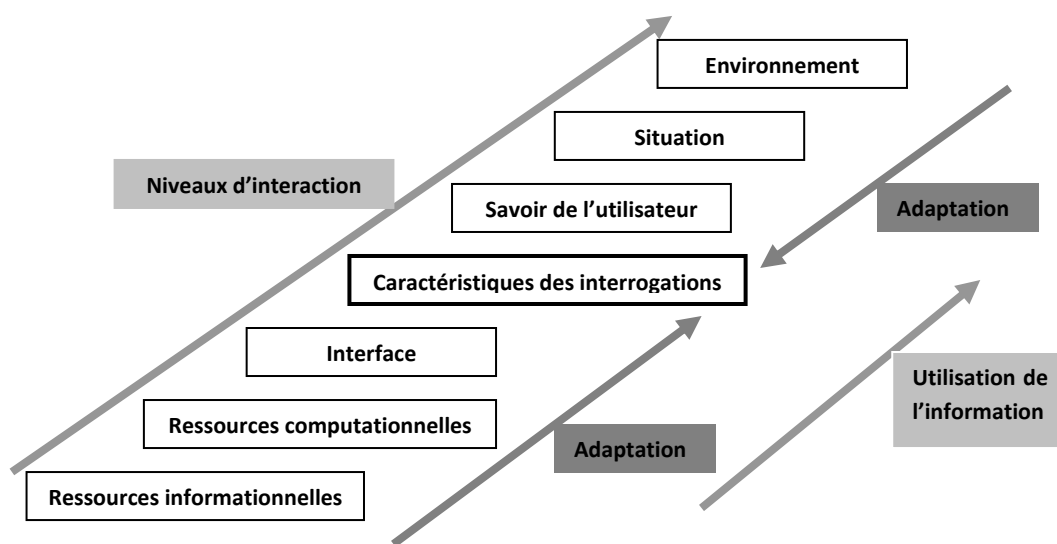 Environnement
Situation
Niveaux d’interaction
Savoir de l’utilisateur
Adaptation
Caractéristiques des interrogations
Interface
Utilisation de
l’information
Ressources computationnelles
Adaptation
Ressources informationnelles